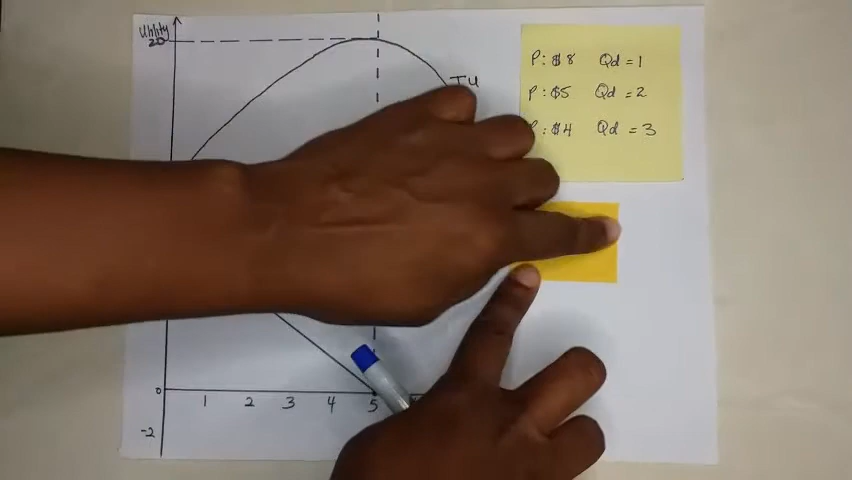 Utility
20
TU
P: $8 Qd = 1
P: $5 Qd = 2
: $4 Qd = 3
0 1 2 3 4 5
-2